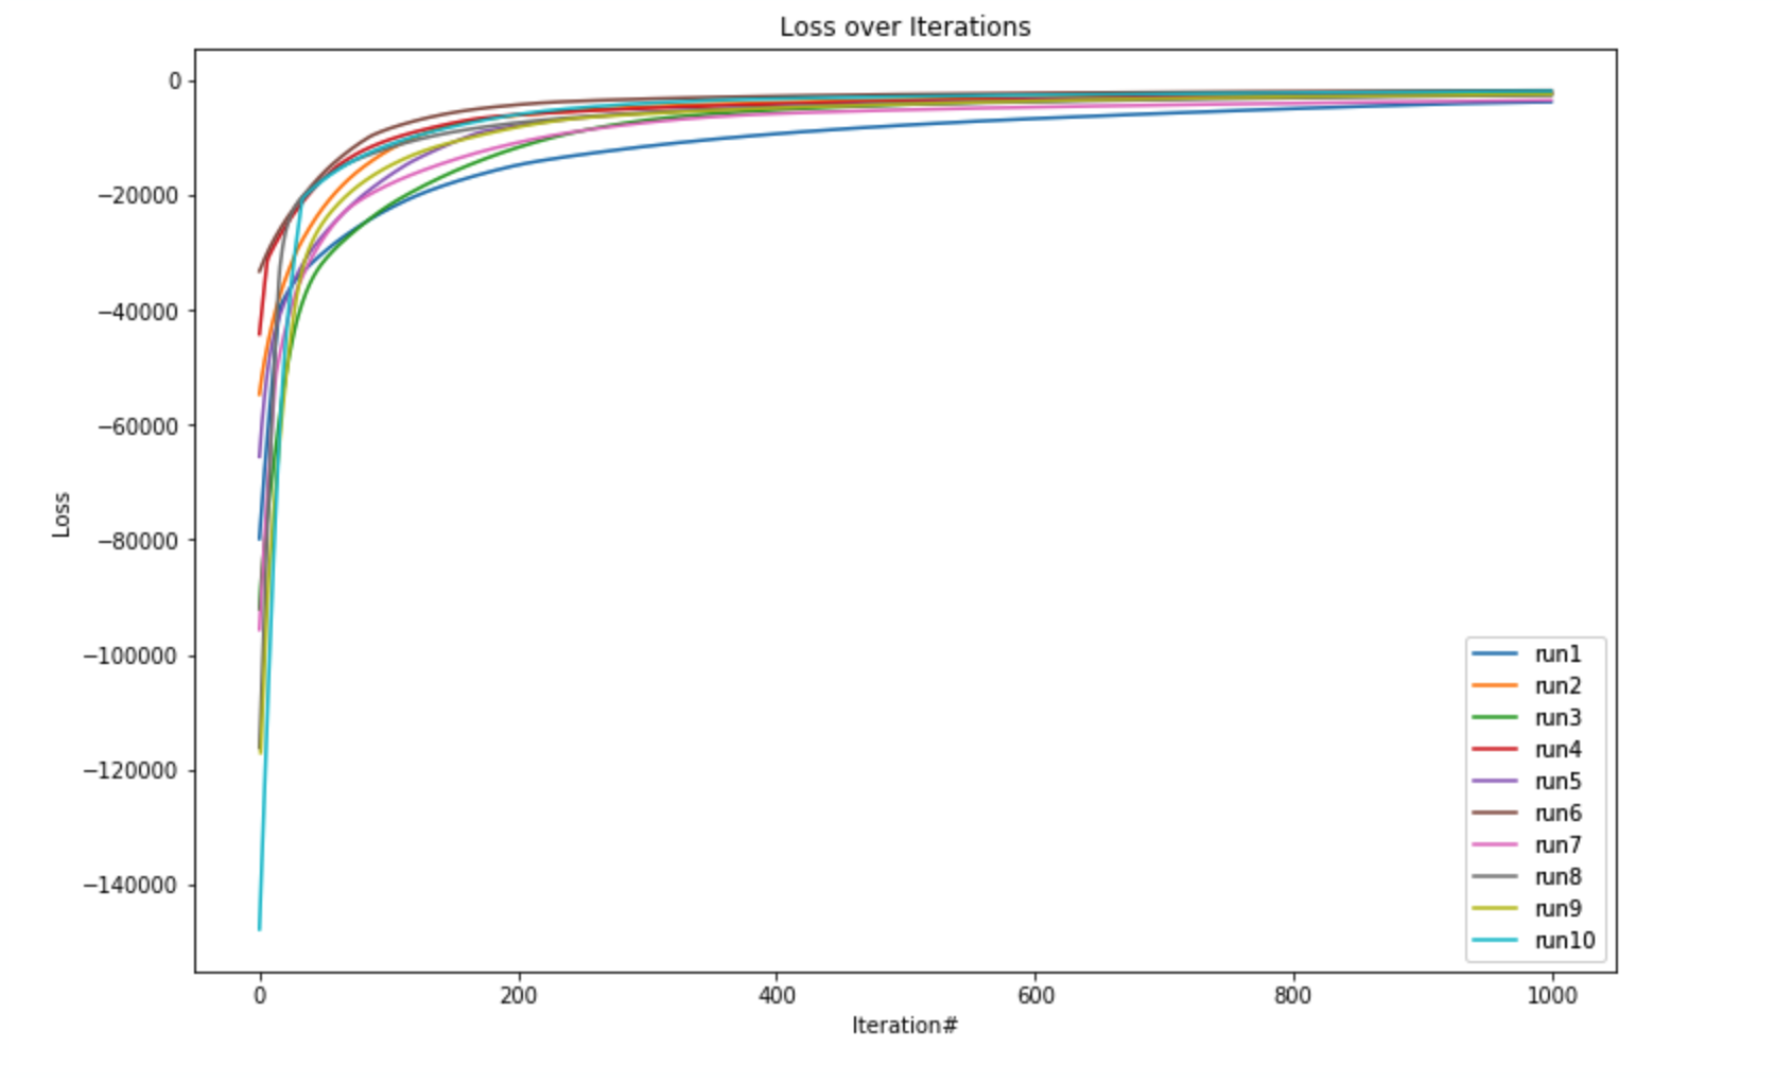 Loss over Iterations
0
−20000
−40000
−60000
−80000
−100000
−120000
−140000
Loss
0 200 400 600 800 1000
Iteration#
run1
run2
run3
run4
run5
run6
run7
run8
run9
run10